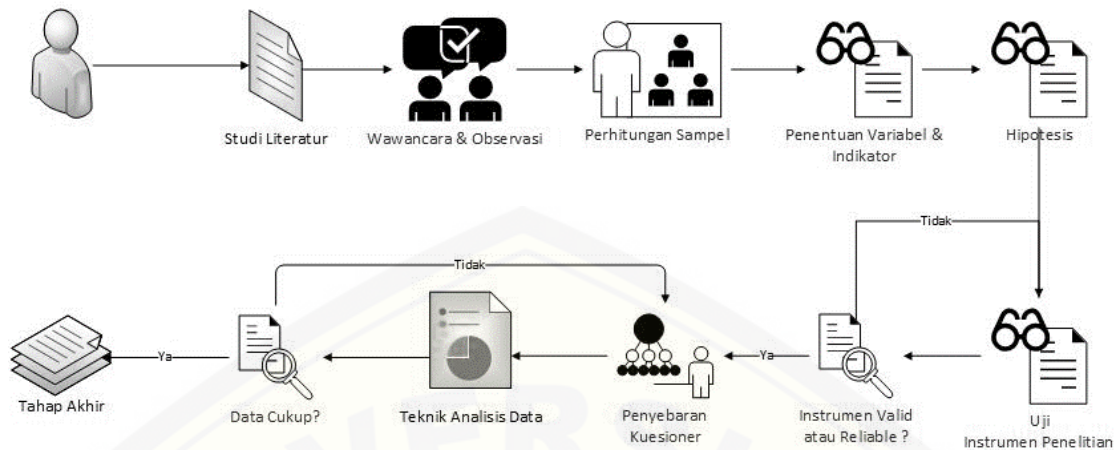 Studi Literatur
Wawancara & Observasi
Perhitungan Sampel
Penentuan Variabel &
Indikator
Hipotesis
Tidak
Tidak
Ya
Ya
Tahap Akhir
Data Cukup?
Teknik Analisis Data
Penyebaran
Kuesioner
Instrumen Valid
atau Reliable ?
Uji
Instrumen Penelitian